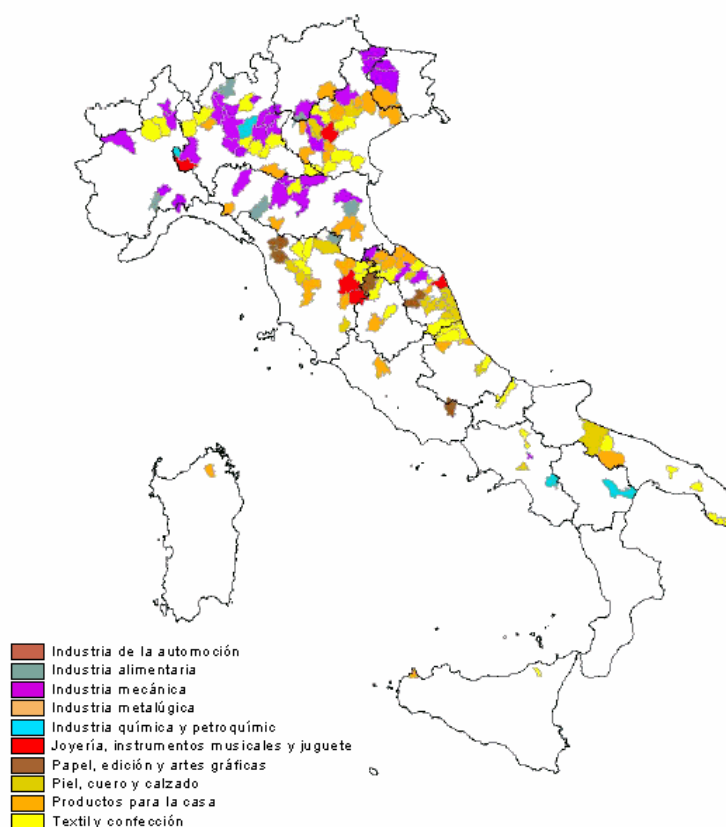 Industria de la automoción
Industria alimentaria
Industria mecánica
Industria metalúgica
Industria química y petroquímic
Joyería, instrumentos musicales y juguete
Papel, edición y artes gráficas
Piel, cuero y calzado
Productos para la casa
Textil y confección